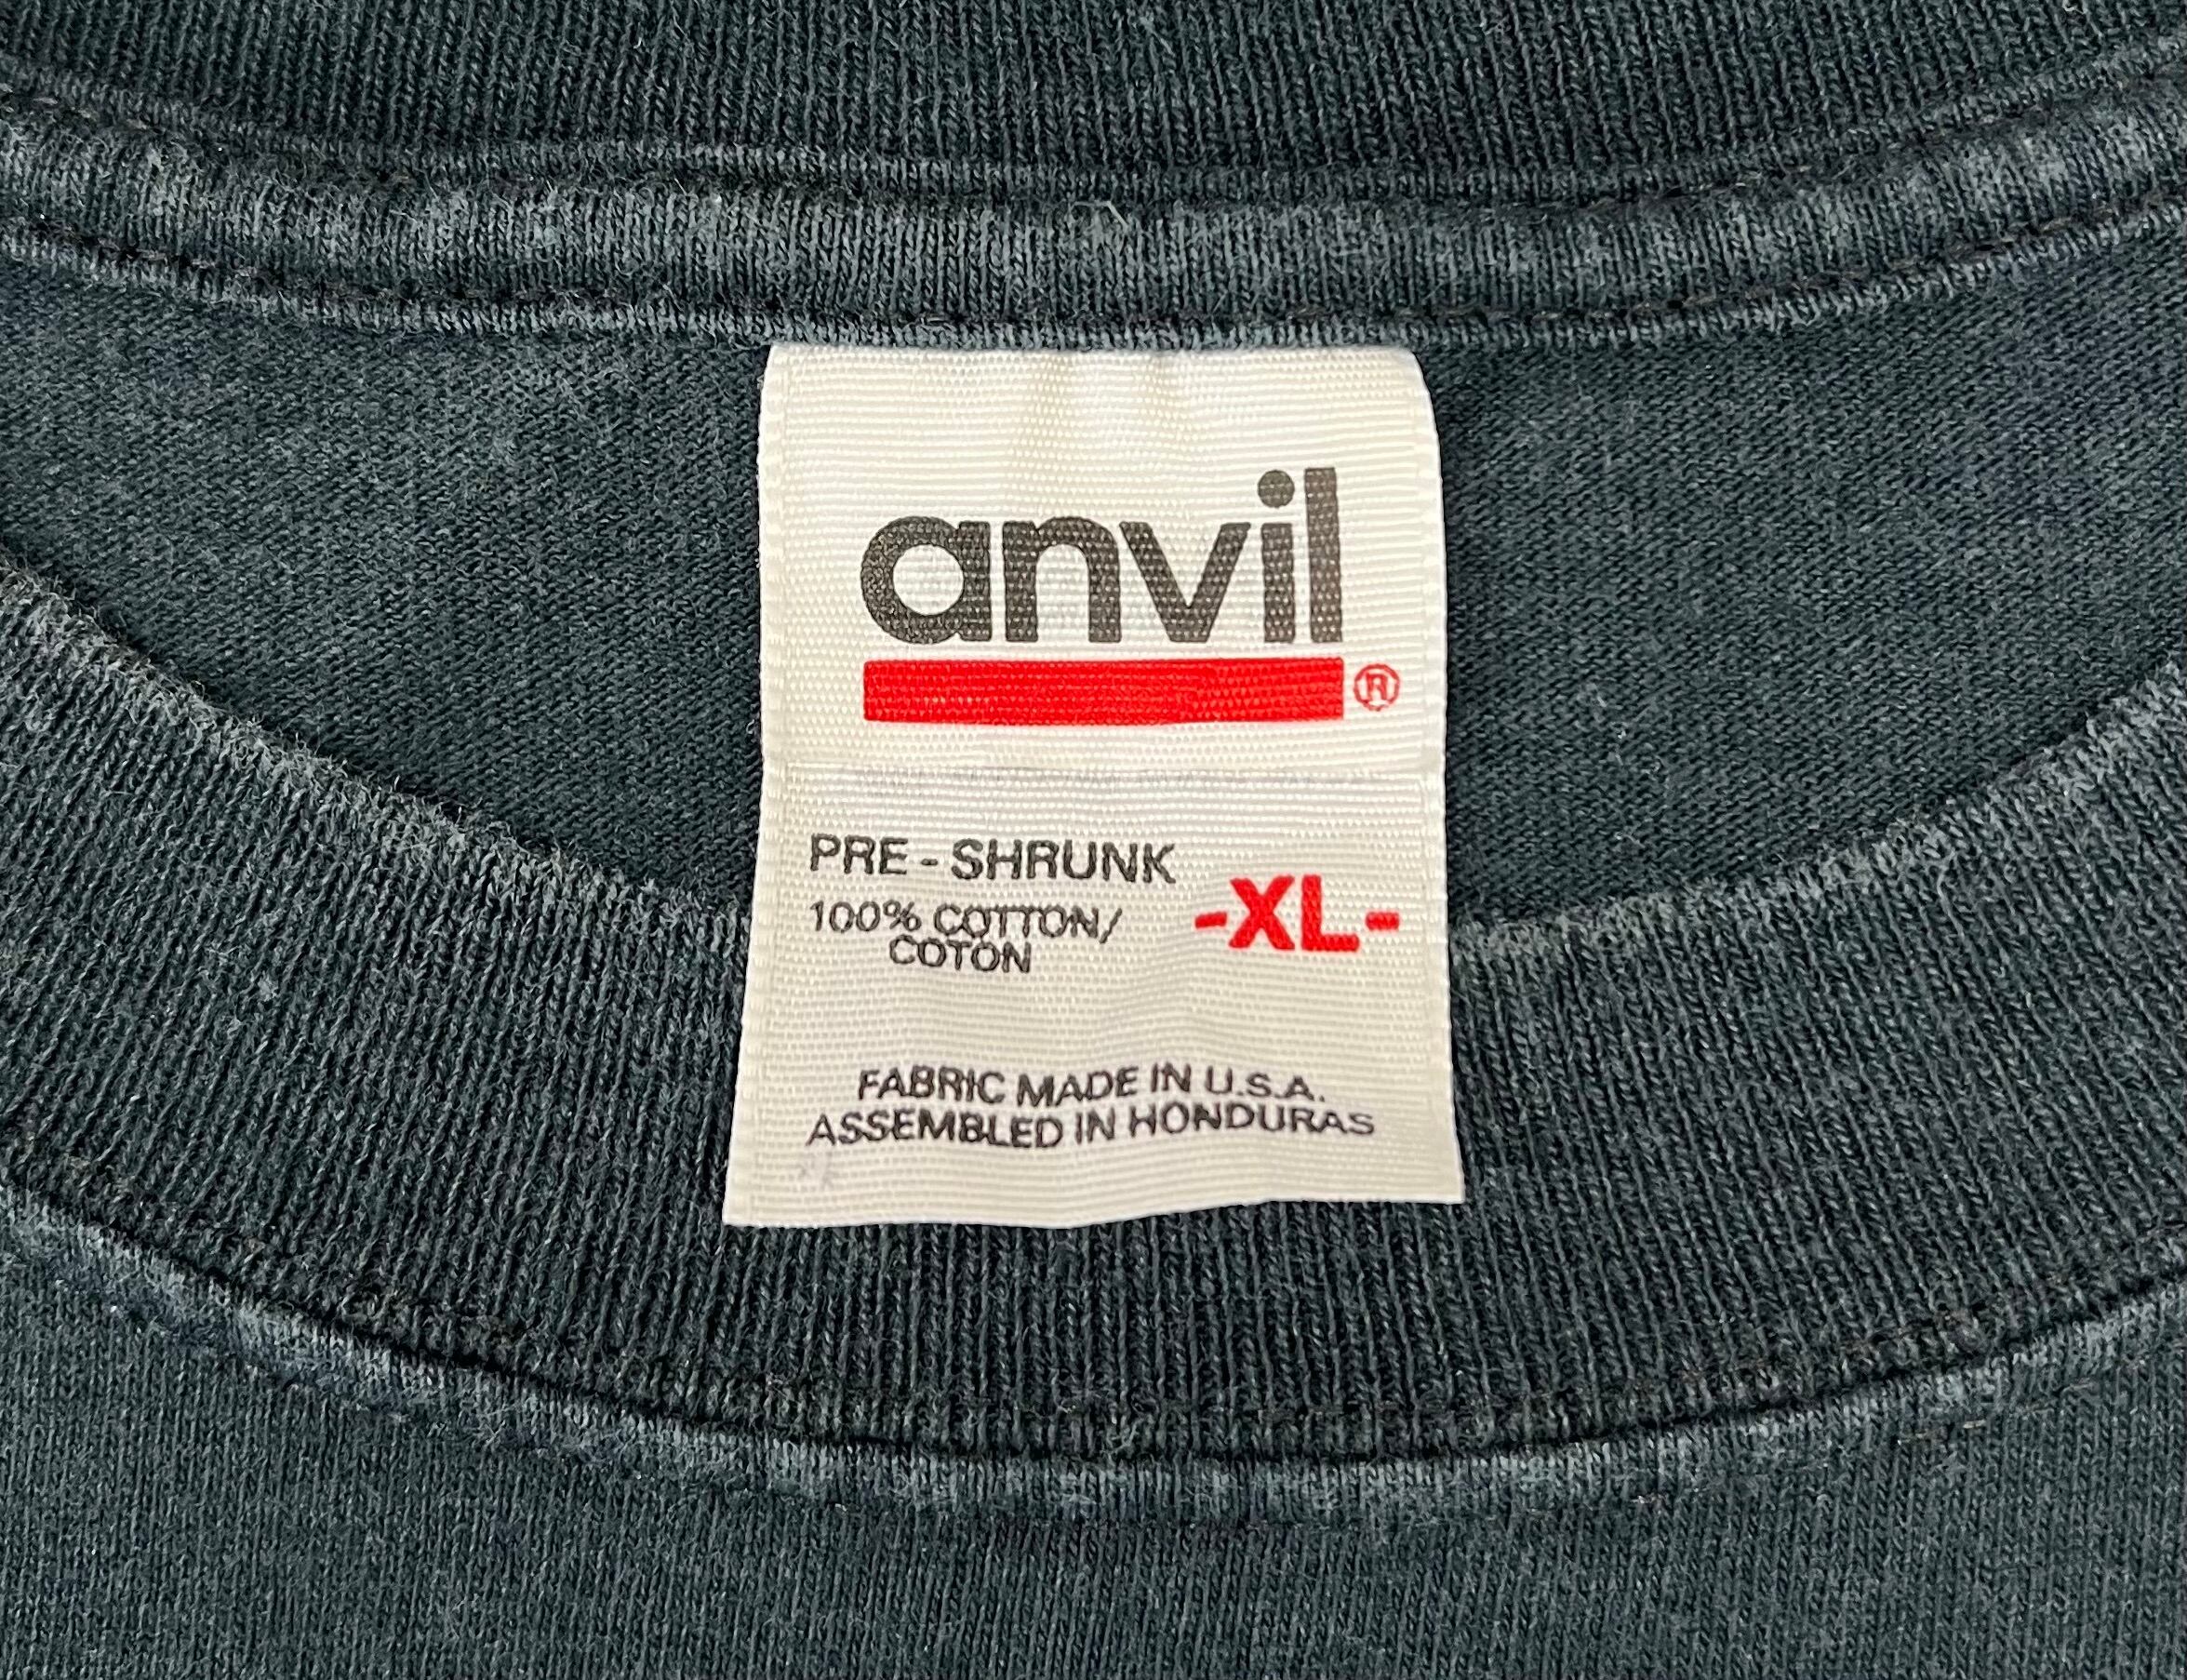 anvil
®
PRE - SHRUNK
-XL-
100% COTTON/
COTON
FABRIC MADE IN U.S.A.
ASSEMBLED IN HONDURAS